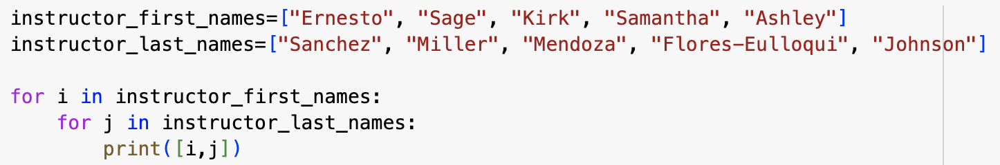 instructor_first_names=["Ernesto", "Sage", "Kirk", "Samantha", "Ashley"]
instructor_last_names=["Sanchez", "Miller", "Mendoza", "Flores-Eulloqui", "Johnson"]

for i in instructor_first_names:
    for j in instructor_last_names:
        print([i,j])